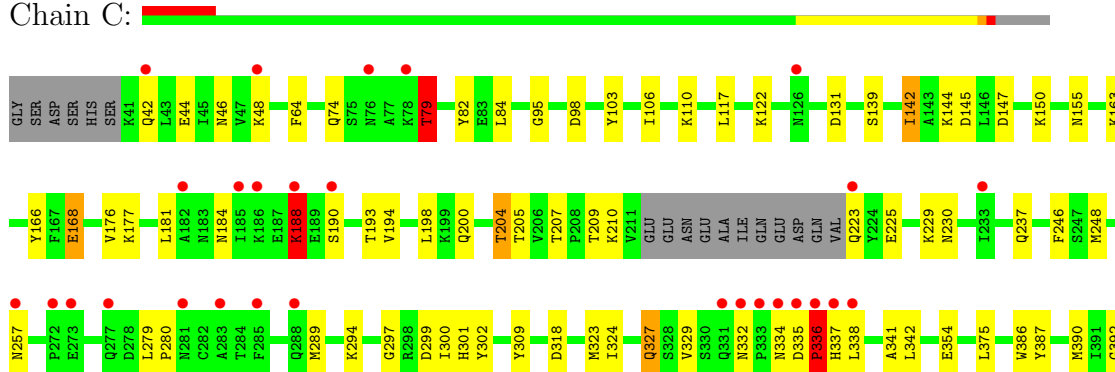 Chain C:
GLY SER ASP SER HIS SER K41 Q42 L43 E44 I45 N46 V47 K48 F64 Q74 S75 N76 A77 K78 T79 Y82 E83 L84 G95 D98 Y103 I106 K110 L117 K122 N126 D131 S139 I142 A143 K144 D145 L146 D147 K150 N155 K163
Y166 F167 E168 V176 K177 L181 A182 N183 N184 I185 K186 E187 K188 E189 S190 T193 V194 L198 K199 Q200 T204 T205 V206 T207 P208 T209 K210 V211 GLU GLU ASN GLU ALA ILE GLN GLU ASP GLN VAL Q223 Y224 E225 K229 N230 I233 Q237 F246 S247 M248
N257 P272 E273 Q277 D278 L279 P280 N281 C282 A283 T284 F285 Q288 M289 K294 G297 R298 D299 I300 H301 Y302 Y309 D318 M323 I324 Q327 S328 V329 S330 Q331 N332 P333 N334 D335 P336 H337 L338 A341 L342 E354 L375 W386 Y387 M390 I391